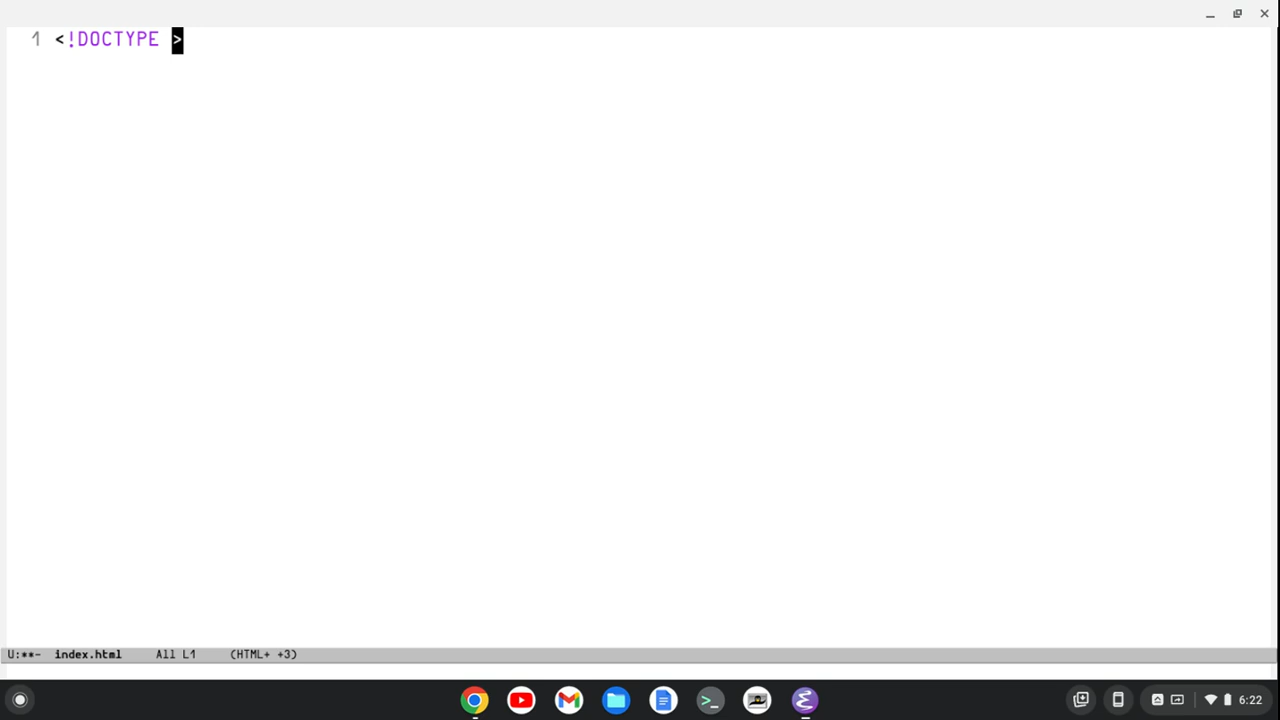 1 <!DOCTYPE >
U:**- index.html All L1 (HTML+ +3)
6:22